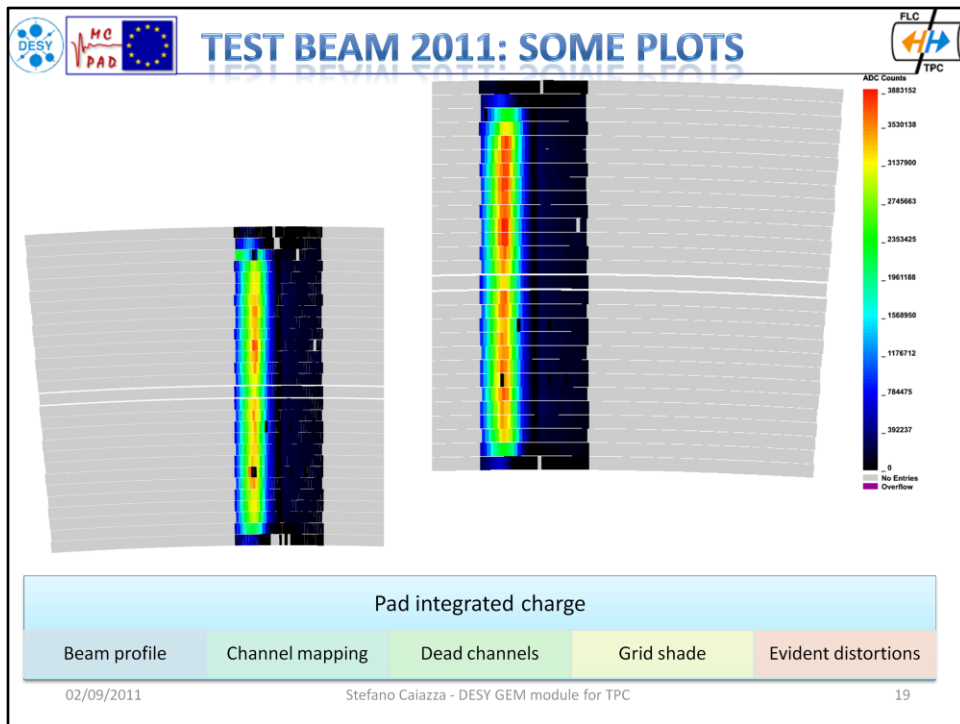 DESY
MC
PAD
TEST BEAM 2011: SOME PLOTS
FLC
TPC
ADC Counts
3883152
3530138
3137900
2745663
2353425
1961188
1568950
1176712
784475
392237
0
No Entries
Overflow
Pad integrated charge
Beam profile
Channel mapping
Dead channels
Grid shade
Evident distortions
02/09/2011
Stefano Caiazza - DESY GEM module for TPC
19